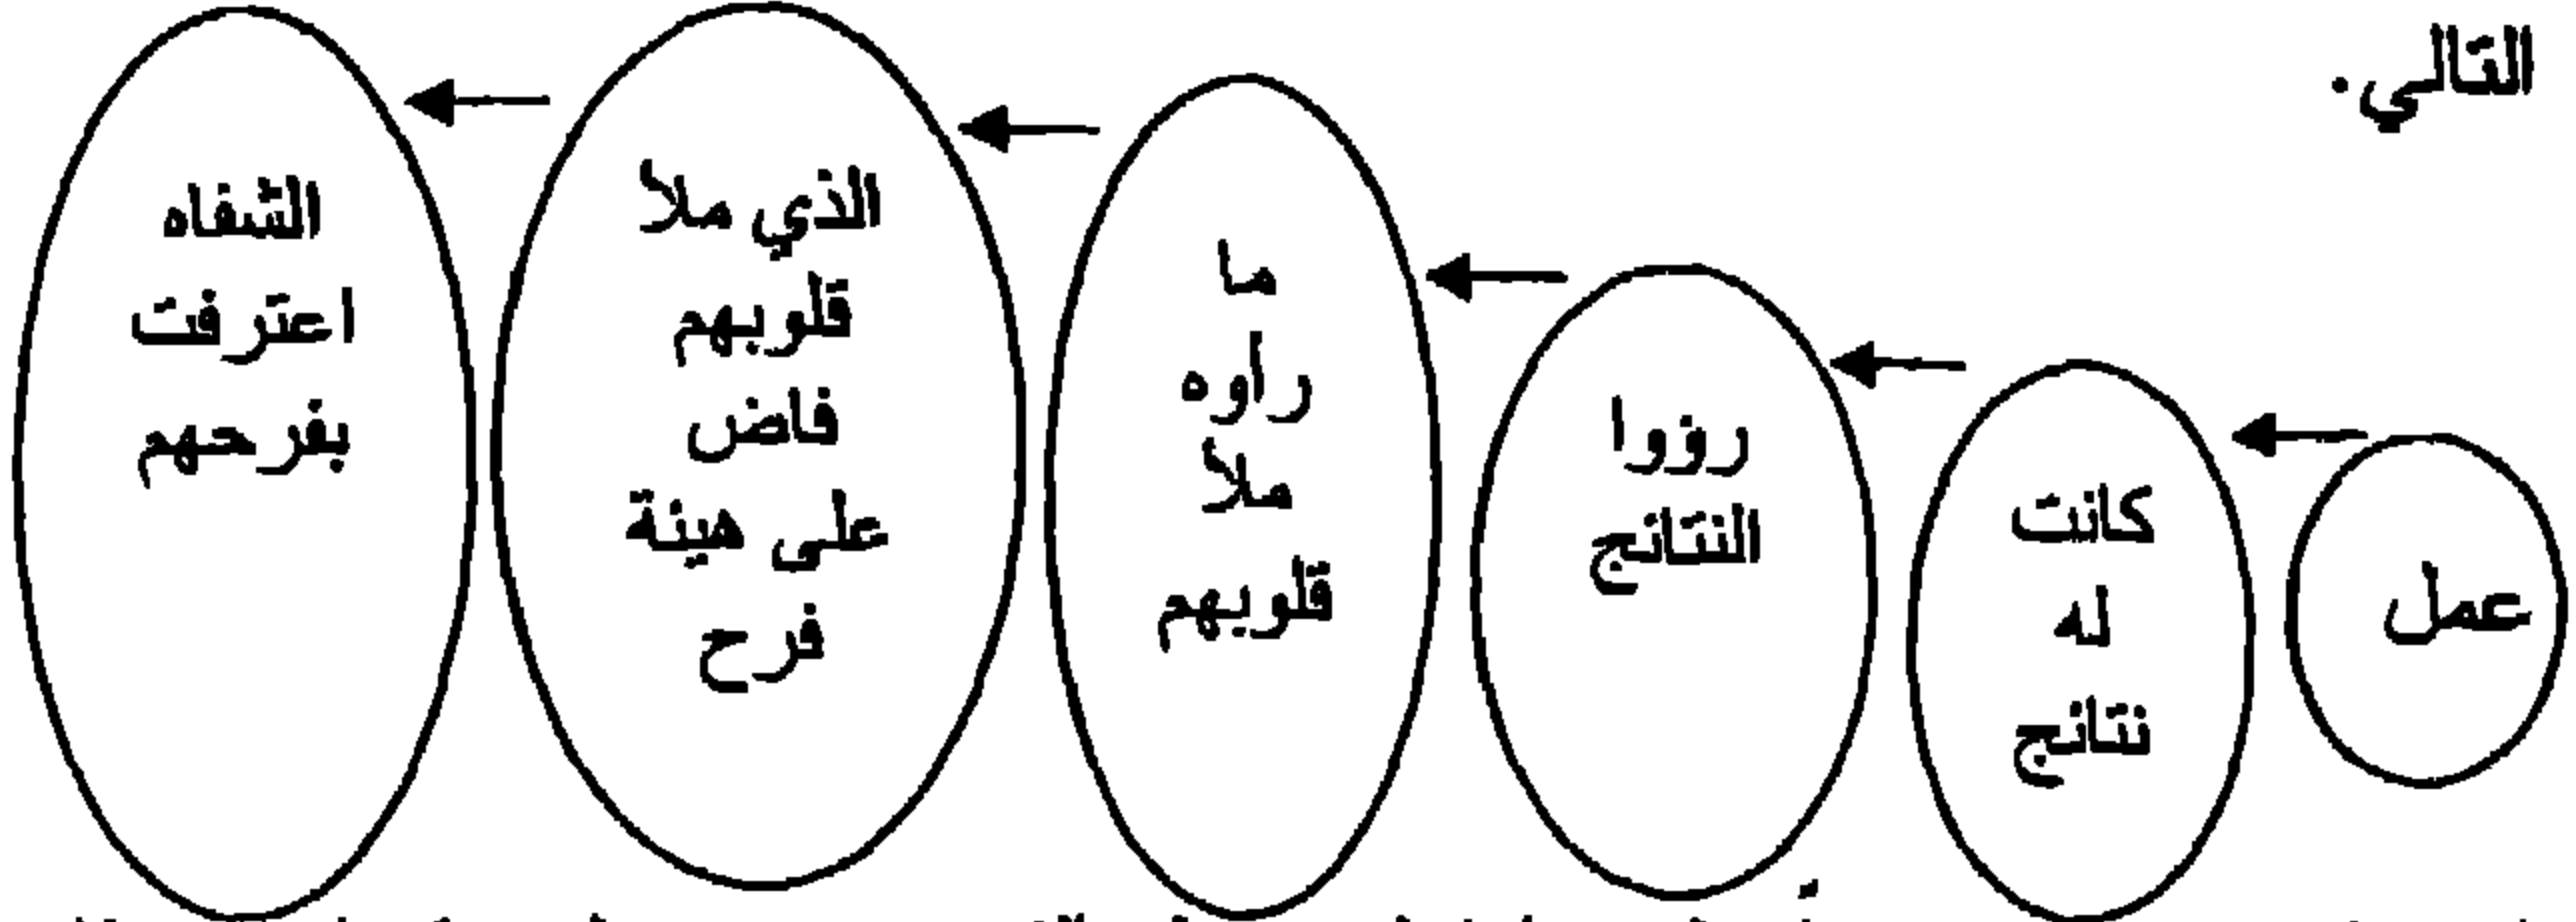 التالي.
عمل
كانت
له
نتائج
رؤوا
النتائج
ما
رأوه
ملأ
قلوبهم
الذي ملأ
قلوبهم
فاض
على هيئة
فرح
الشفاه
اعترفت
بفرحهم